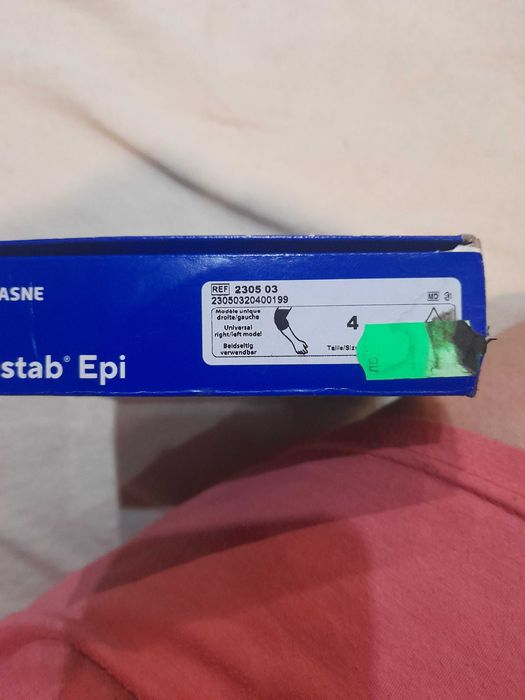 ASNE
stab® Epi
REF 2305 03
23050320400199
Modèle unique
droite/gauche
Universal
right/left model
Beidseitig
verwendbar
4
Taille/Size
MD